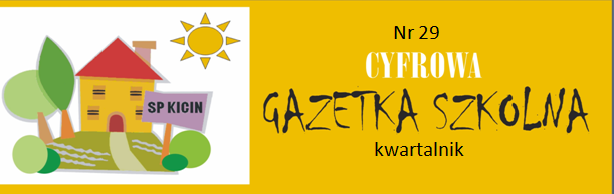 SP KICIN
Nr 29
CYFROWA
GAZETKA SZKOLNA
kwartalnik